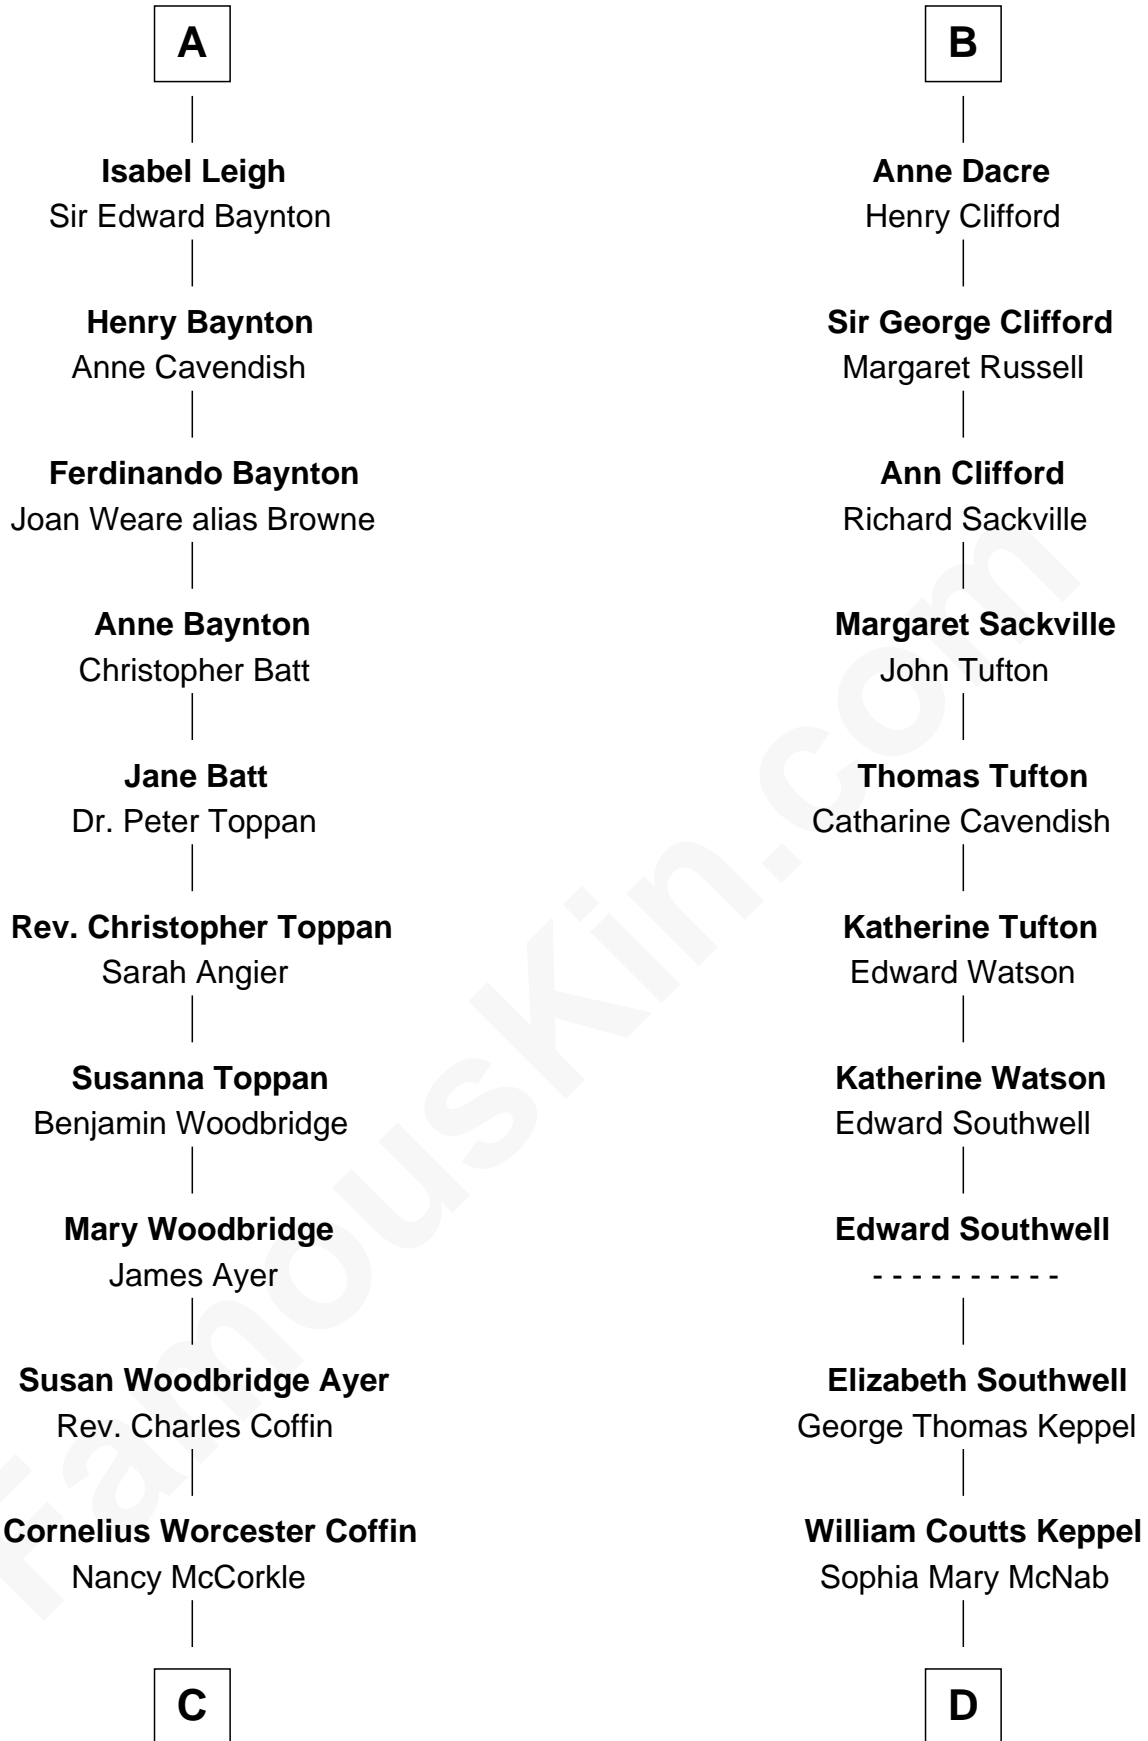 A
Isabel Leigh
Sir Edward Baynton
Henry Baynton
Anne Cavendish
Ferdinando Baynton
Joan Weare alias Browne
Anne Baynton
Christopher Batt
Jane Batt
Dr. Peter Toppan
Rev. Christopher Toppan
Sarah Angier
Susanna Toppan
Benjamin Woodbridge
Mary Woodbridge
James Ayer
Susan Woodbridge Ayer
Rev. Charles Coffin
Cornelius Worcester Coffin
Nancy McCorkle
C
B
Anne Dacre
Henry Clifford
Sir George Clifford
Margaret Russell
Ann Clifford
Richard Sackville
Margaret Sackville
John Tufton
Thomas Tufton
Catharine Cavendish
Katherine Tufton
Edward Watson
Katherine Watson
Edward Southwell
Edward Southwell
- - - - - - - - - -
Elizabeth Southwell
George Thomas Keppel
William Coutts Keppel
Sophia Mary McNab
D
FamousKin.com